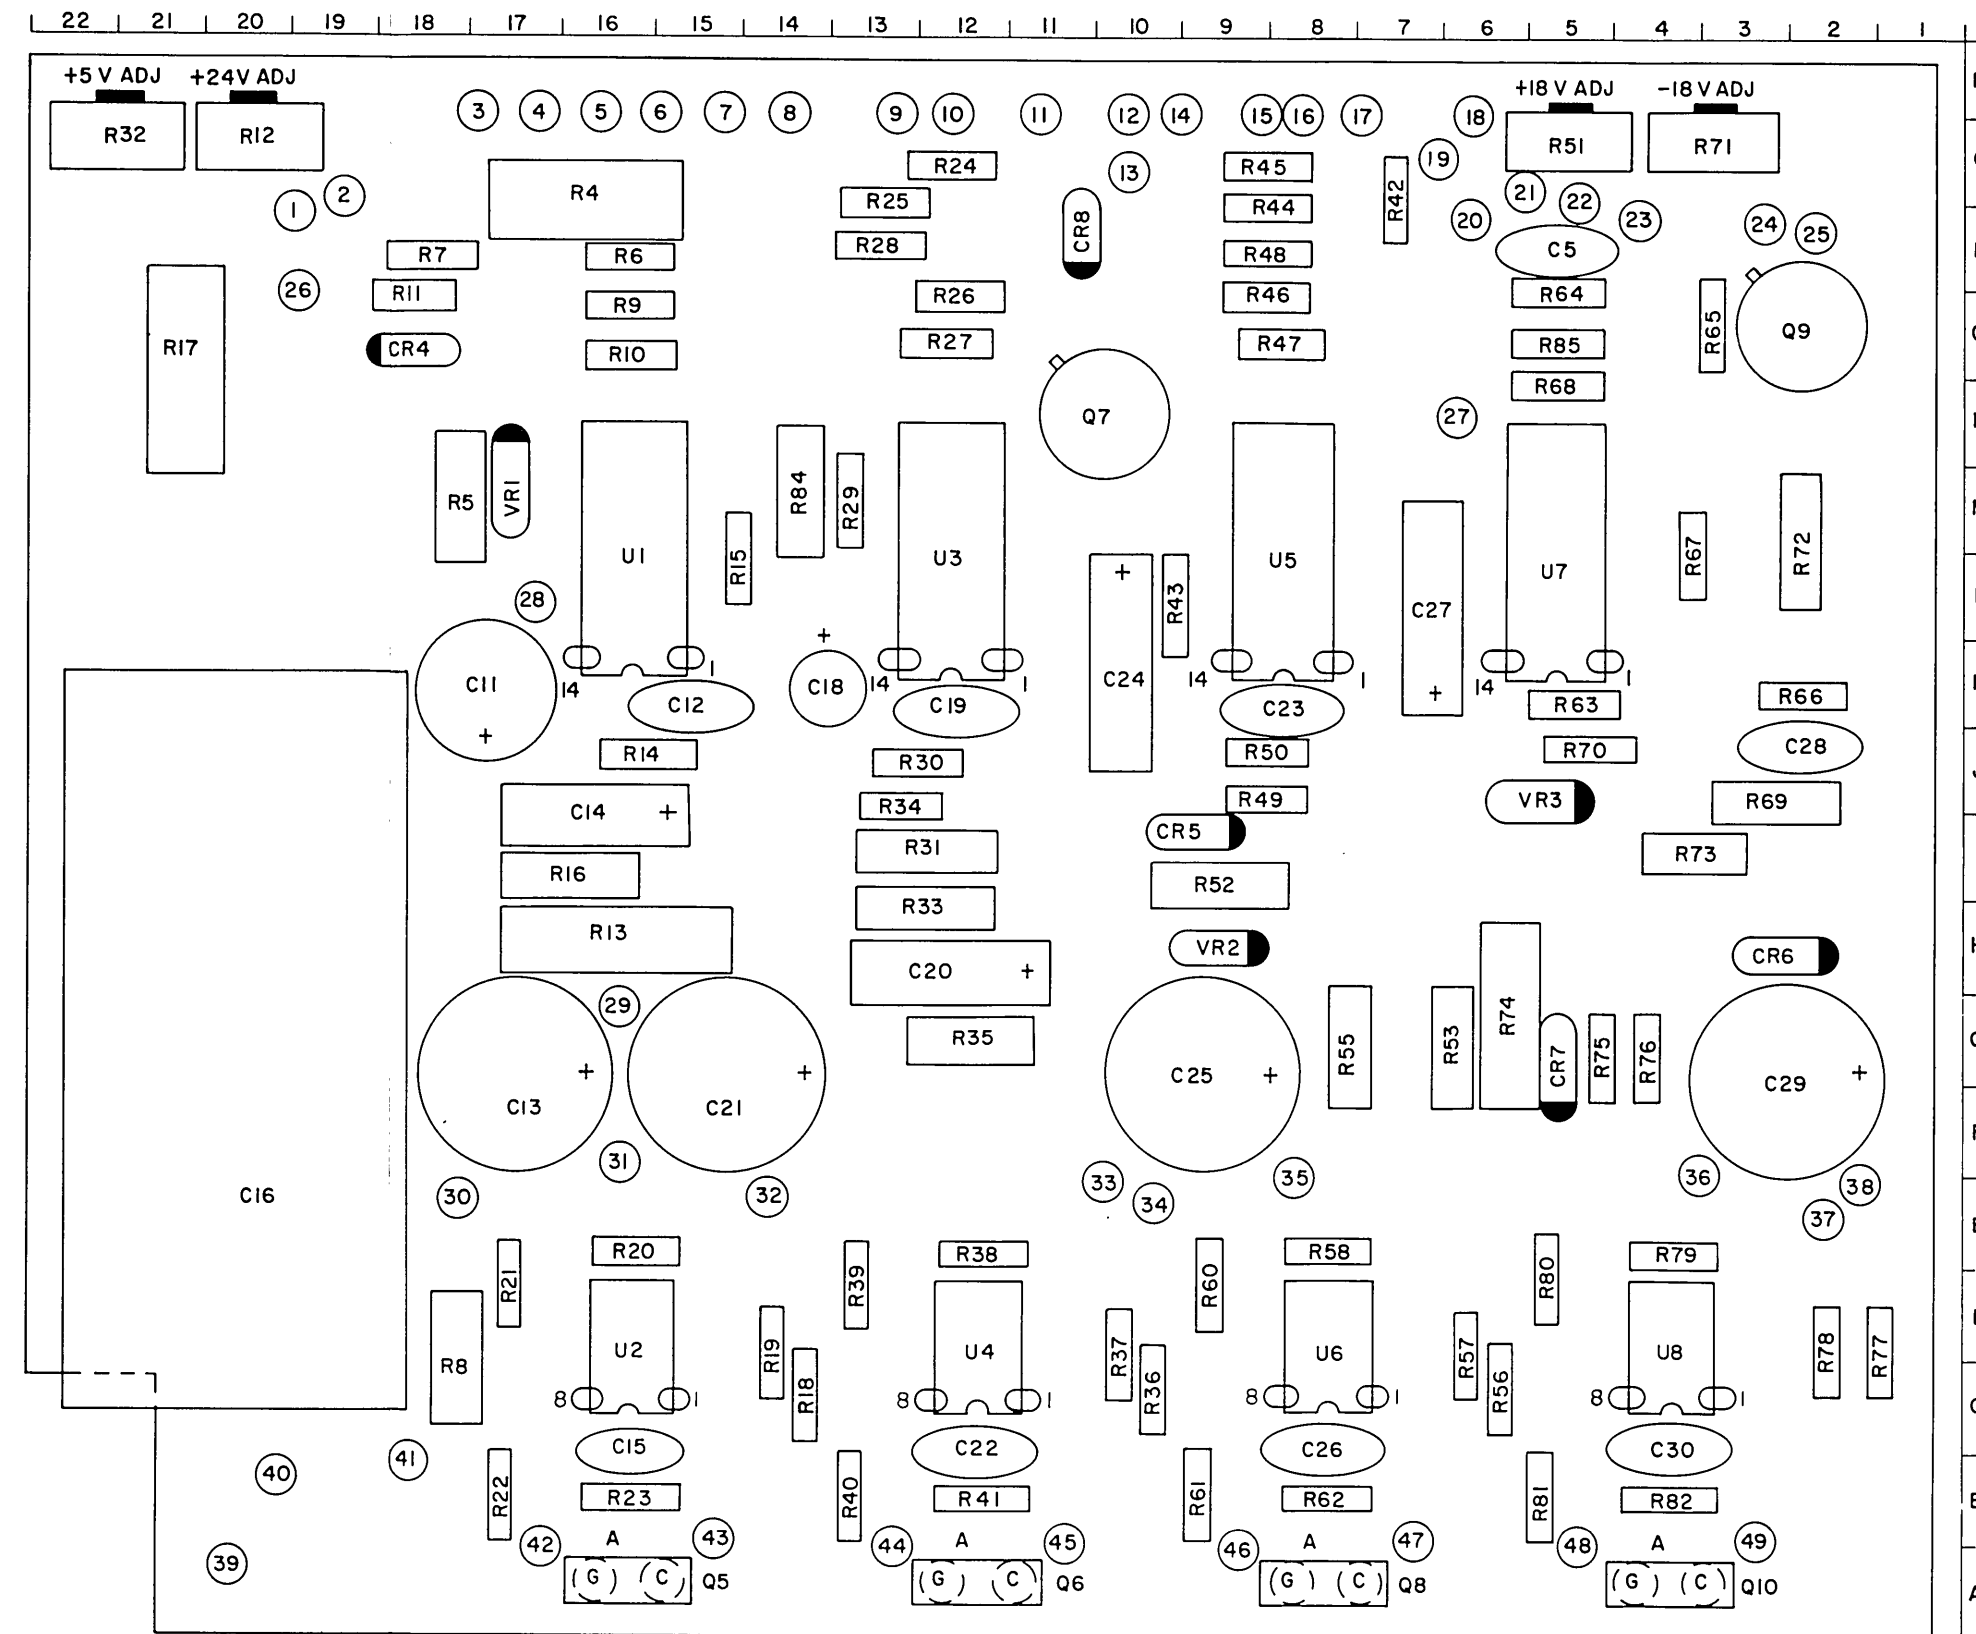 22 21 20 19 18 17 16 15 14 13 12 11 10 9 8 7 6 5 4 3 2 1
+5 V ADJ +24V ADJ +18 V ADJ -18 V ADJ
3 4 5 6 7 8 9 10 11 12 14 15 16 17 18
R32 R12 R51 R71
R24 13 R45 19
1 2 R4 R25 R44 R42 21 22
20 23 24 25
R7 R6 R28 CR8 R48 C5
26 R11 R9 R26 R46 R64
R17 CR4 R10 R27 R47 R85 R65 Q9
R68
Q7 27
R5 VR1 R84 R29
U1 R15 U3 + U5 U7 R67 R72
28 R43 C27
+
C11 14 1 C18 14 1 C24 14 1 + 14 1 R66
+ C12 C19 C23 R63
R14 R30 R50 R70 C28
C14 + R34 R49 VR3 R69
R16 R31 CR5 R73
R52
R13 R33 VR2 CR6
C20 +
29 R35 R55 R53 R74 CR7 R75 R76
C13 + C21 + C25 + C29 +
31
30 32 33 34 35 36 37 38
C16
R20 R38 R58 R79
R21 R39 R60 R80
R8 U2 R19 R18 U4 R37 R36 U6 R57 R56 U8 R78 R77
8 1 8 1 8 1 8 1
41 C15 C22 C26 C30
40 R22 R23 R40 R41 R61 R62 R81 R82
39 42 A 43 44 A 45 46 A 47 48 A 49
G C Q5 G C Q6 G C Q8 G C Q10